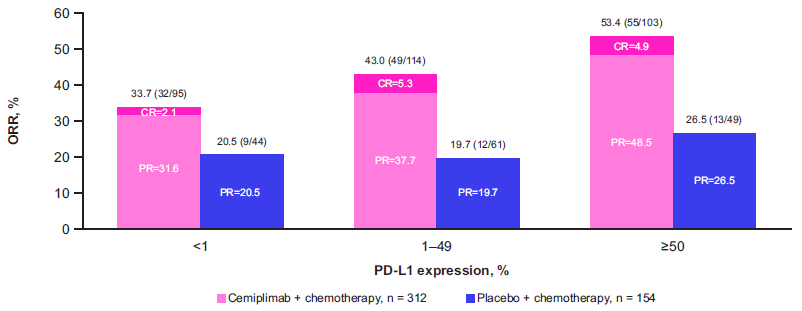 ORR, %
60
50
40
30
20
10
0
33.7 (32/95)
CR=2.1
PR=31.6
20.5 (9/44)
PR=20.5
43.0 (49/114)
CR=5.3
PR=37.7
19.7 (12/61)
PR=19.7
53.4 (55/103)
CR=4.9
PR=48.5
26.5 (13/49)
PR=26.5
<1
1–49
≥50
PD-L1 expression, %
Cemiplimab + chemotherapy, n = 312
Placebo + chemotherapy, n = 154